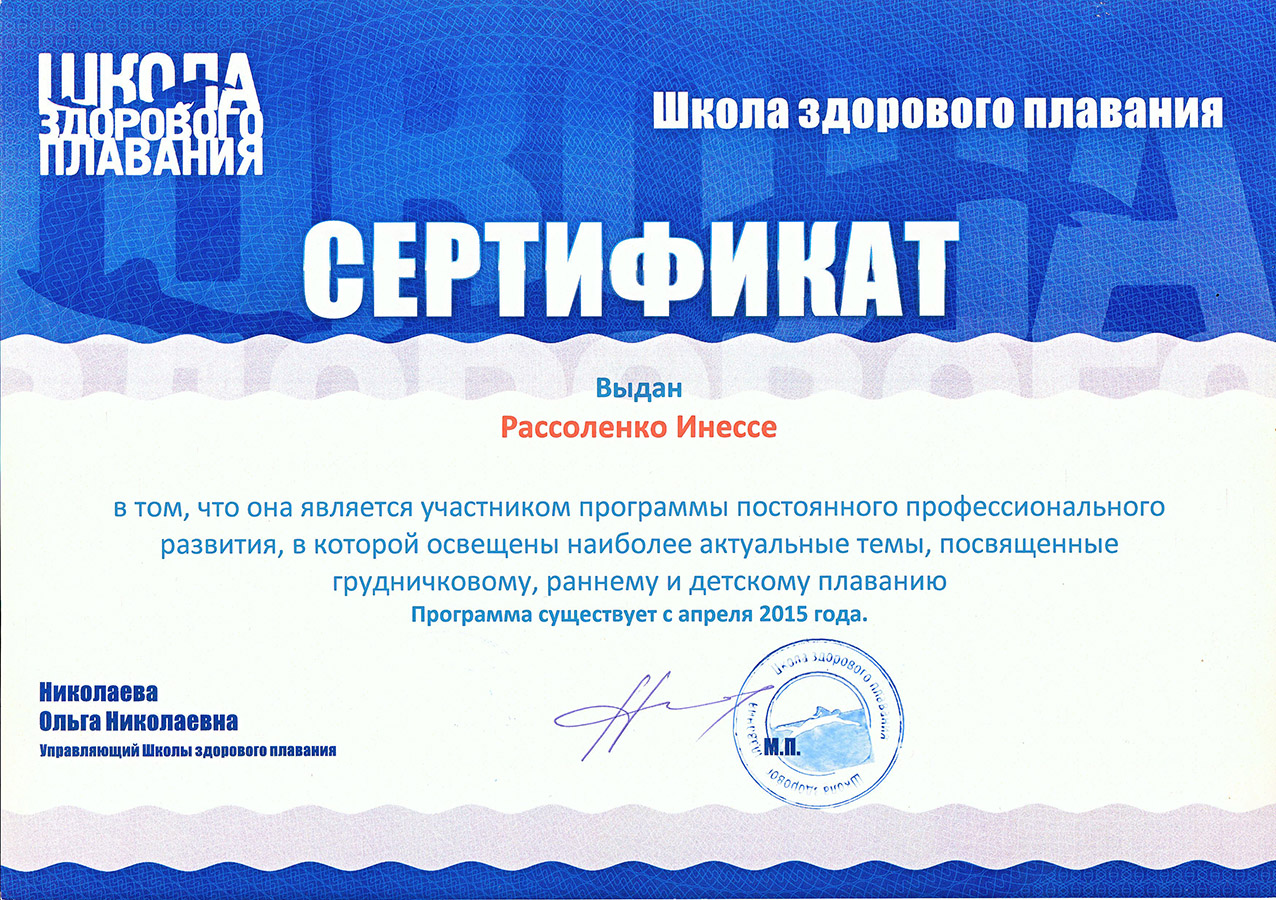 ШКОЛА
ЗДОРОВОГО
ПЛАВАНИЯ
Школа здорового плавания
СЕРТИФИКАТ
Выдан
Рассоленко Инессе
в том, что она является участником программы постоянного профессионального
развития, в которой освещены наиболее актуальные темы, посвященные
грудничковому, раннему и детскому плаванию
Программа существует с апреля 2015 года.
Николаева
Ольга Николаевна
Управляющий Школы здорового плавания
Школа здорового плавания
М.П.